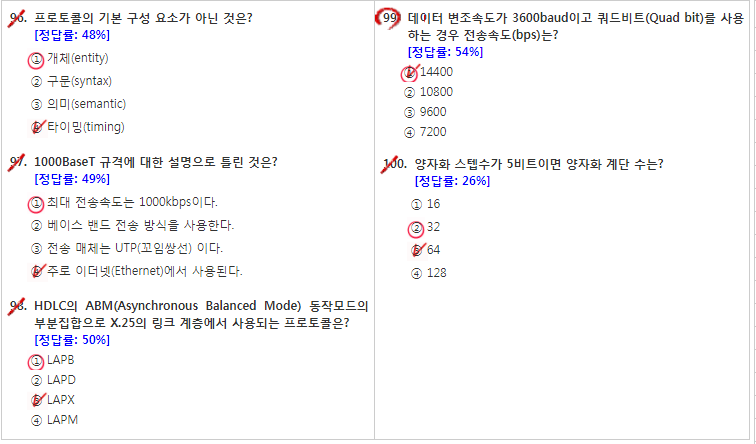 96. 프로토콜의 기본 구성 요소가 아닌 것은?
[정답률: 48%]
① 개체(entity)
② 구문(syntax)
③ 의미(semantic)
④ 타이밍(timing)
97. 1000BaseT 규격에 대한 설명으로 틀린 것은?
[정답률: 49%]
① 최대 전송속도는 1000kbps이다.
② 베이스 밴드 전송 방식을 사용한다.
③ 전송 매체는 UTP(꼬임쌍선) 이다.
④ 주로 이더넷(Ethernet)에서 사용된다.
98. HDLC의 ABM(Asynchronous Balanced Mode) 동작모드의
부분집합으로 X.25의 링크 계층에서 사용되는 프로토콜은?
[정답률: 50%]
① LAPB
② LAPD
③ LAPX
④ LAPM
99. 데이터 변조속도가 3600baud이고 쿼드비트(Quad bit)를 사용
하는 경우 전송속도(bps)는?
[정답률: 54%]
① 14400
② 10800
③ 9600
④ 7200
100. 양자화 스텝수가 5비트이면 양자화 계단 수는?
[정답률: 26%]
① 16
② 32
③ 64
④ 128